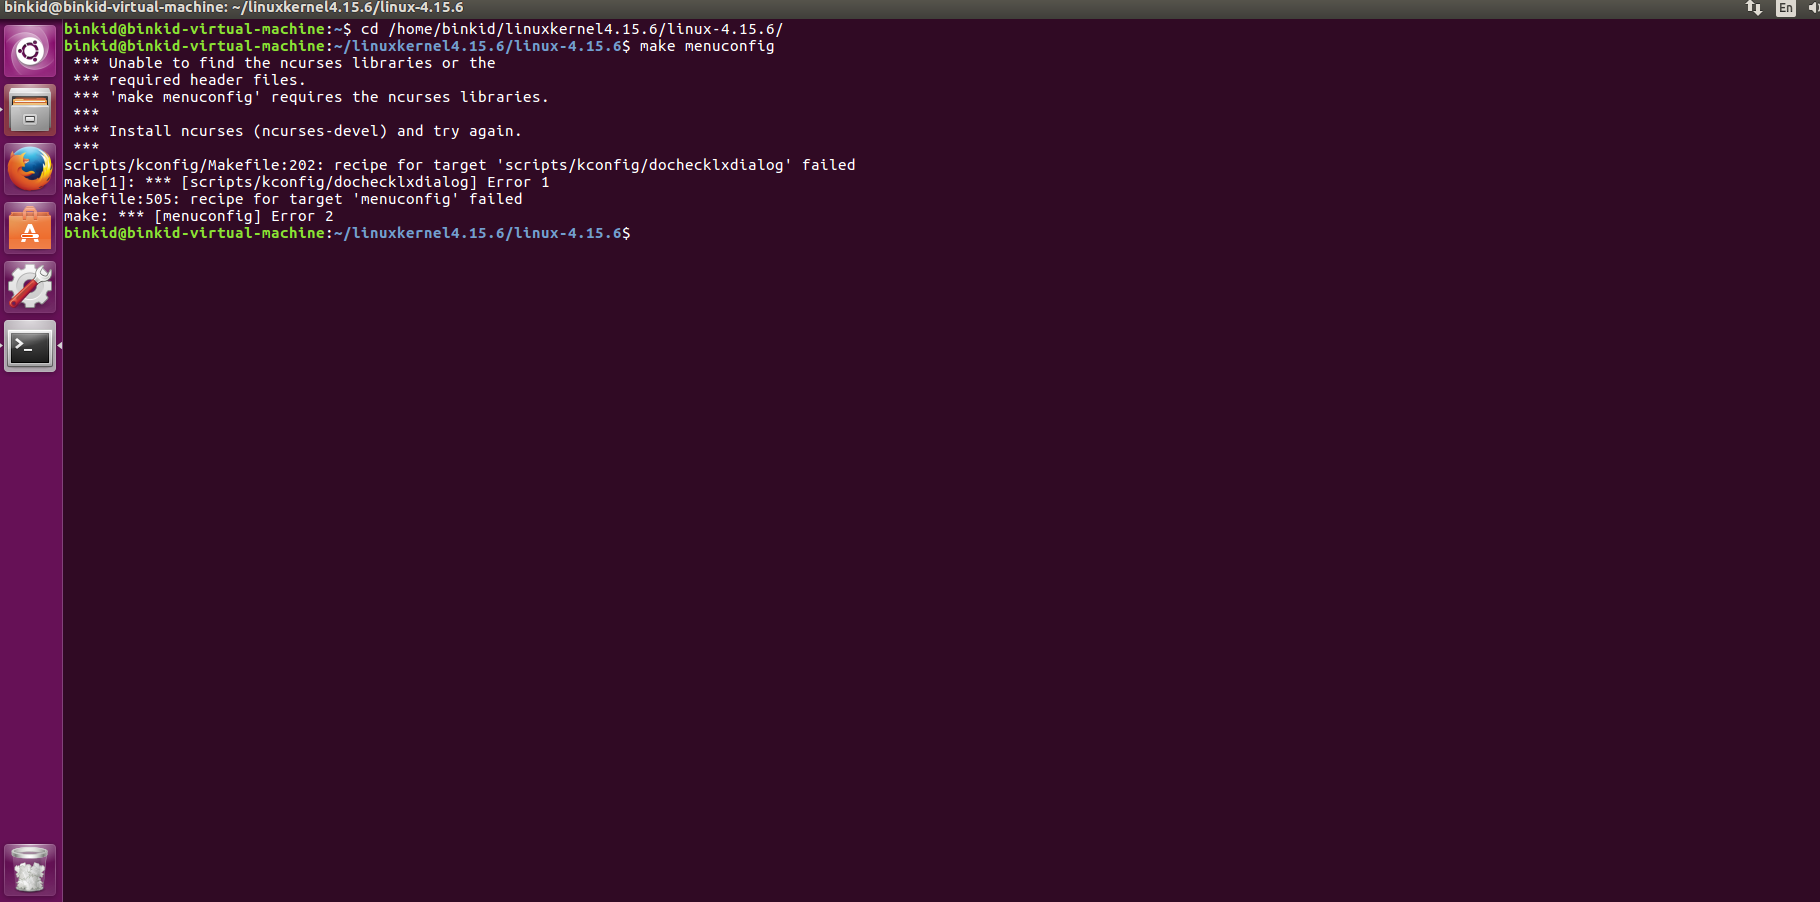 binkid@binkid-virtual-machine: ~/linuxkernel4.15.6/linux-4.15.6
En
binkid@binkid-virtual-machine:~$ cd /home/binkid/linuxkernel4.15.6/linux-4.15.6/
binkid@binkid-virtual-machine:~/linuxkernel4.15.6/linux-4.15.6$ make menuconfig
 *** Unable to find the ncurses libraries or the
 *** required header files.
 *** 'make menuconfig' requires the ncurses libraries.
 ***
 *** Install ncurses (ncurses-devel) and try again.
 ***
scripts/kconfig/Makefile:202: recipe for target 'scripts/kconfig/dochecklxdialog' failed
make[1]: *** [scripts/kconfig/dochecklxdialog] Error 1
Makefile:505: recipe for target 'menuconfig' failed
make: *** [menuconfig] Error 2
binkid@binkid-virtual-machine:~/linuxkernel4.15.6/linux-4.15.6$